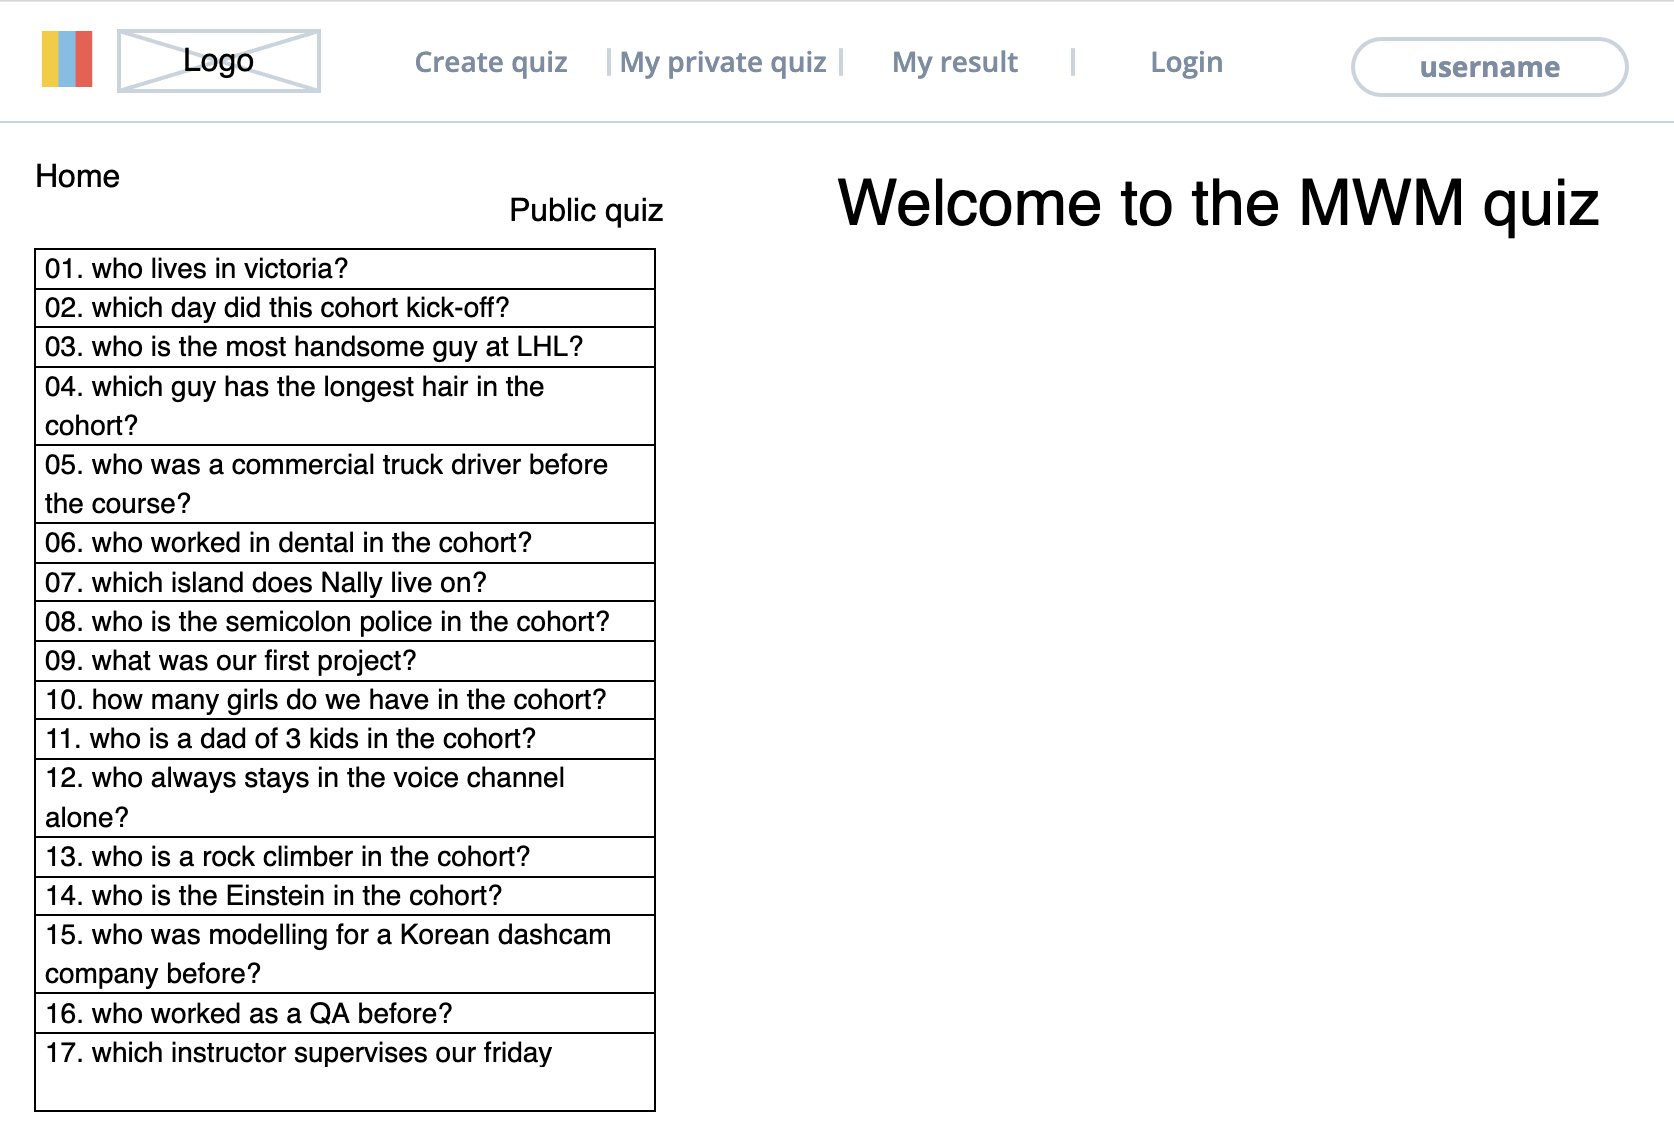 Logo
Create quiz
My private quiz
My result
Login
username
Home
Public quiz
Welcome to the MWM quiz
01. who lives in victoria?
02. which day did this cohort kick-off?
03. who is the most handsome guy at LHL?
04. which guy has the longest hair in the
cohort?
05. who was a commercial truck driver before
the course?
06. who worked in dental in the cohort?
07. which island does Nally live on?
08. who is the semicolon police in the cohort?
09. what was our first project?
10. how many girls do we have in the cohort?
11. who is a dad of 3 kids in the cohort?
12. who always stays in the voice channel
alone?
13. who is a rock climber in the cohort?
14. who is the Einstein in the cohort?
15. who was modelling for a Korean dashcam
company before?
16. who worked as a QA before?
17. which instructor supervises our friday